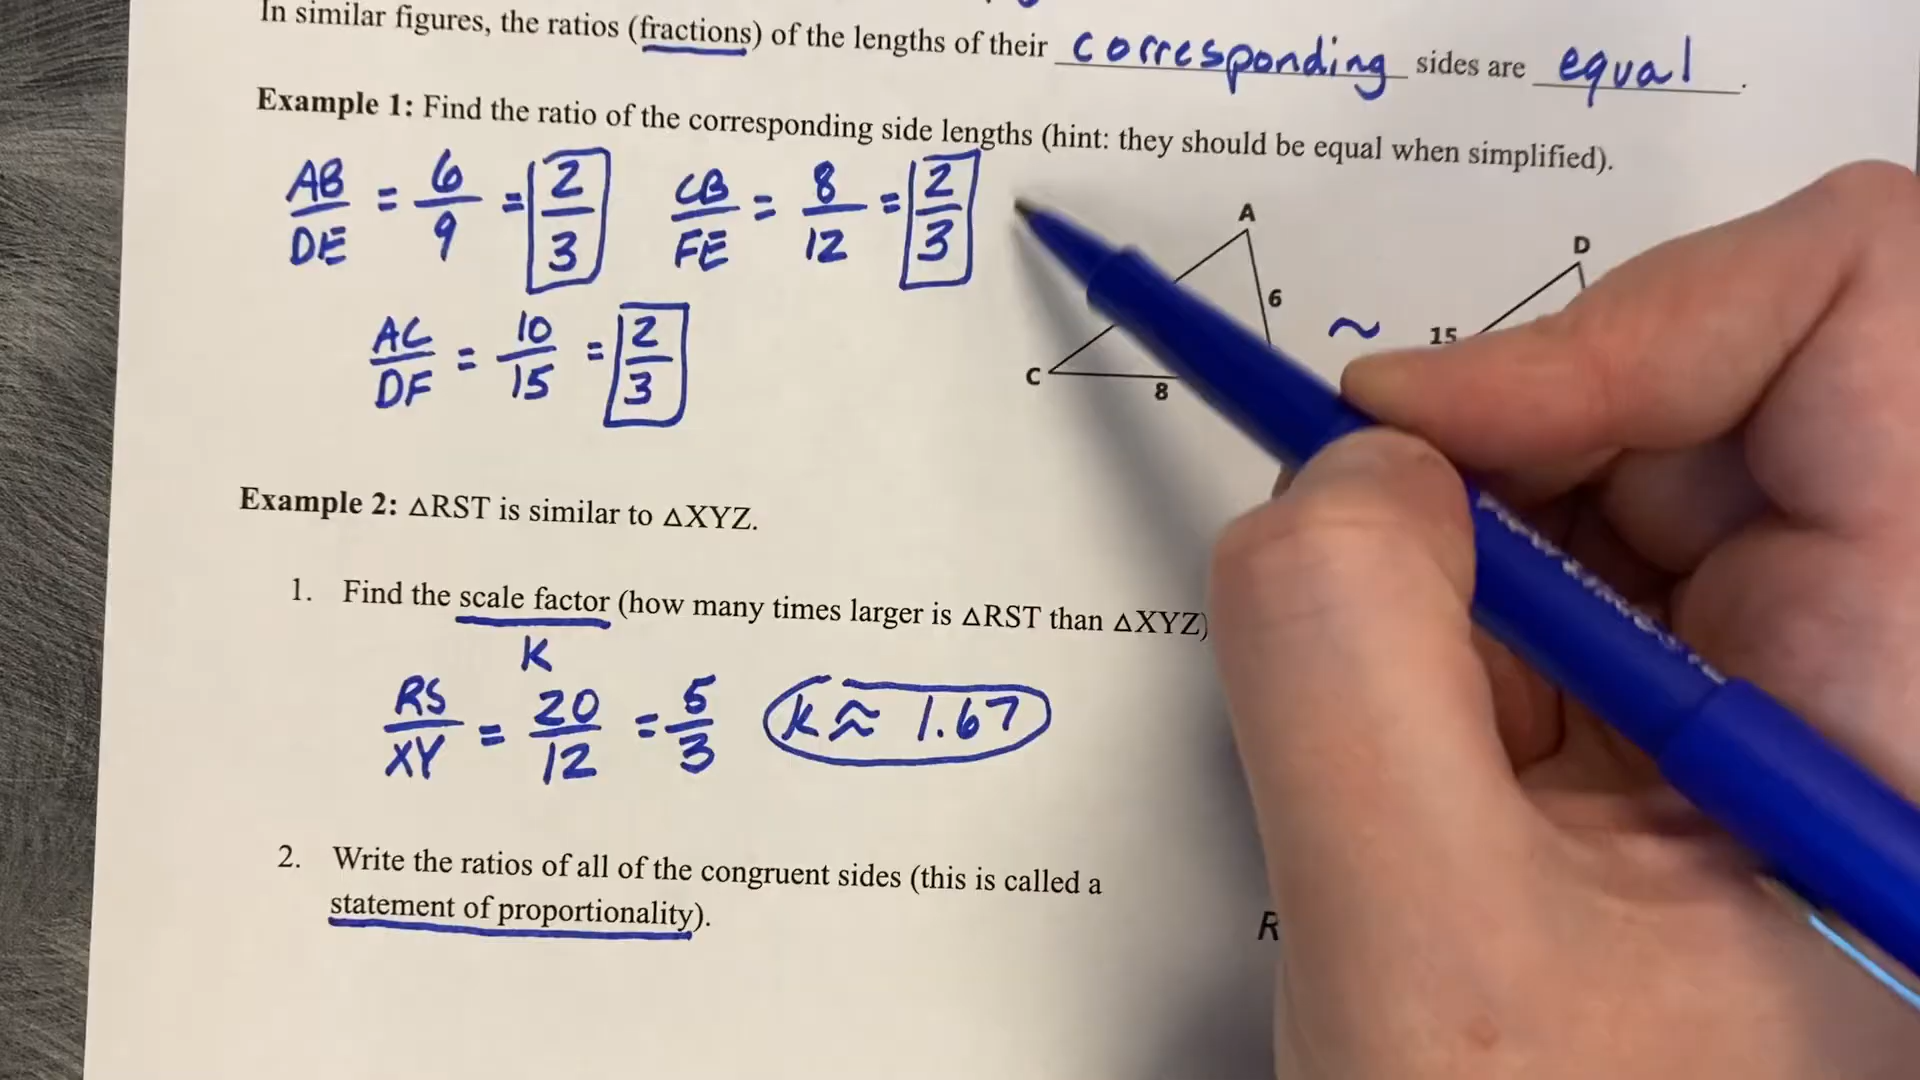 In similar figures, the ratios (fractions) of the lengths of their corresponding sides are equal.
Example 1: Find the ratio of the corresponding side lengths (hint: they should be equal when simplified).
AB/DE = 6/9 = 2/3 CB/FE = 8/12 = 2/3
AC/DF = 10/15 = 2/3
A
D
6
~
15
C
8
Example 2: △RST is similar to △XYZ.
1. Find the scale factor (how many times larger is △RST than △XYZ)
K
RS/XY = 20/12 = 5/3 k ≈ 1.67
2. Write the ratios of all of the congruent sides (this is called a
statement of proportionality).
R